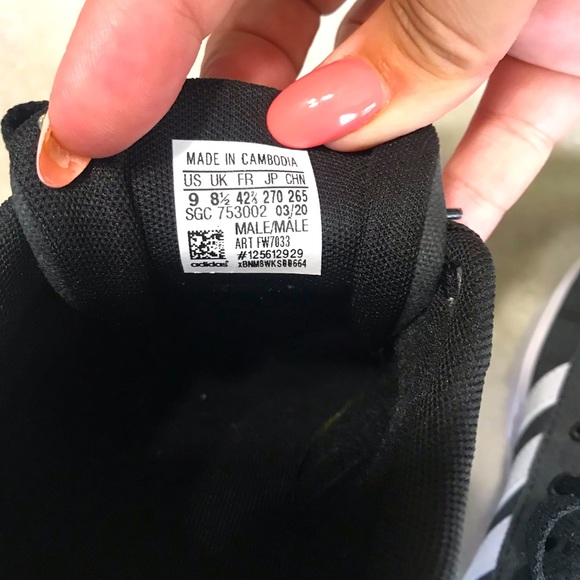 MADE IN CAMBODIA
US UK FR JP CHN
9 8½ 42⅔ 270 265
SGC 753002 03/20
MALE/MALE
ART FW7033
#125612929
adidas